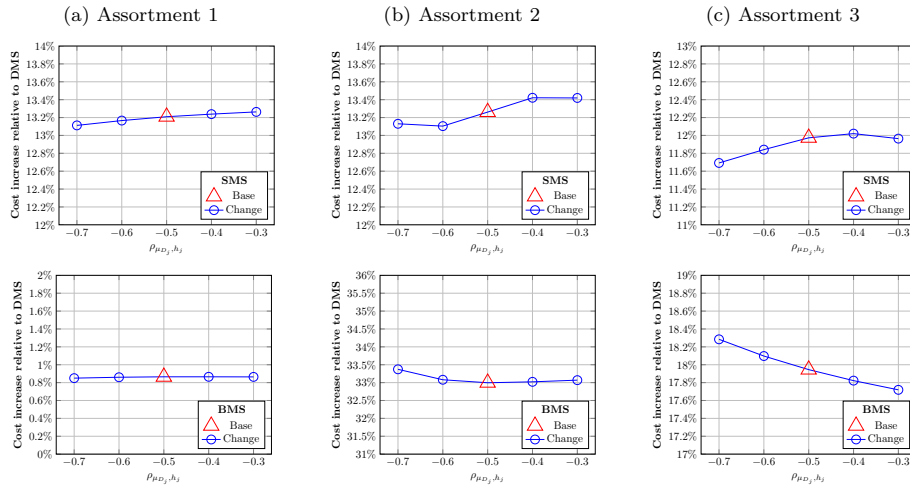 (a) Assortment 1
(b) Assortment 2
(c) Assortment 3
Cost increase relative to DMS
14%
13.8%
13.6%
13.4%
13.2%
13%
12.8%
12.6%
12.4%
12.2%
12%
SMS
Base
Change
−0.7 −0.6 −0.5 −0.4 −0.3
ρμDj,hj
Cost increase relative to DMS
14%
13.8%
13.6%
13.4%
13.2%
13%
12.8%
12.6%
12.4%
12.2%
12%
SMS
Base
Change
−0.7 −0.6 −0.5 −0.4 −0.3
ρμDj,hj
Cost increase relative to DMS
13%
12.8%
12.6%
12.4%
12.2%
12%
11.8%
11.6%
11.4%
11.2%
11%
SMS
Base
Change
−0.7 −0.6 −0.5 −0.4 −0.3
ρμDj,hj
Cost increase relative to DMS
2%
1.8%
1.6%
1.4%
1.2%
1%
0.8%
0.6%
0.4%
0.2%
0%
BMS
Base
Change
−0.7 −0.6 −0.5 −0.4 −0.3
ρμDj,hj
Cost increase relative to DMS
36%
35.5%
35%
34.5%
34%
33.5%
33%
32.5%
32%
31.5%
31%
BMS
Base
Change
−0.7 −0.6 −0.5 −0.4 −0.3
ρμDj,hj
Cost increase relative to DMS
19%
18.8%
18.6%
18.4%
18.2%
18%
17.8%
17.6%
17.4%
17.2%
17%
BMS
Base
Change
−0.7 −0.6 −0.5 −0.4 −0.3
ρμDj,hj